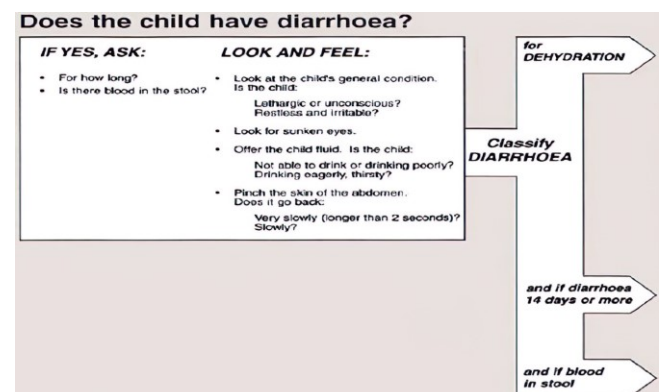 Does the child have diarrhoea?
IF YES, ASK:
• For how long?
• Is there blood in the stool?
LOOK AND FEEL:
• Look at the child's general condition.
Is the child:
Lethargic or unconscious?
Restless and irritable?
• Look for sunken eyes.
• Offer the child fluid. Is the child:
Not able to drink or drinking poorly?
Drinking eagerly, thirsty?
• Pinch the skin of the abdomen.
Does it go back:
Very slowly (longer than 2 seconds)?
Slowly?
Classify
DIARRHOEA
for
DEHYDRATION
and if diarrhoea
14 days or more
and if blood
in stool